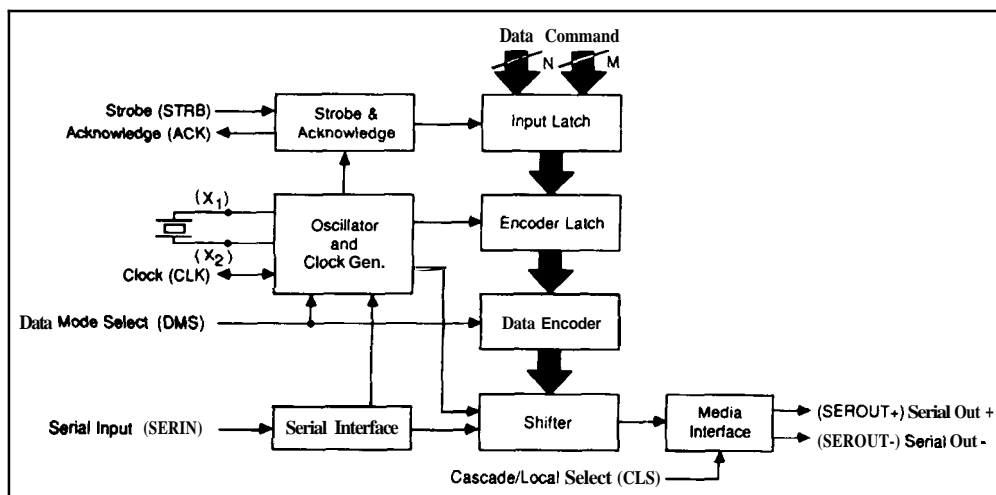 Data Command
N M
Strobe (STRB)
Acknowledge (ACK)
Strobe &
Acknowledge
Input Latch
(X1)
(X2)
Clock (CLK)
Oscillator
and
Clock Gen.
Encoder Latch
Data Mode Select (DMS)
Data Encoder
Serial Input (SERIN)
Serial Interface
Shifter
Media
Interface
(SEROUT+) Serial Out +
(SEROUT-) Serial Out -
Cascade/Local Select (CLS)